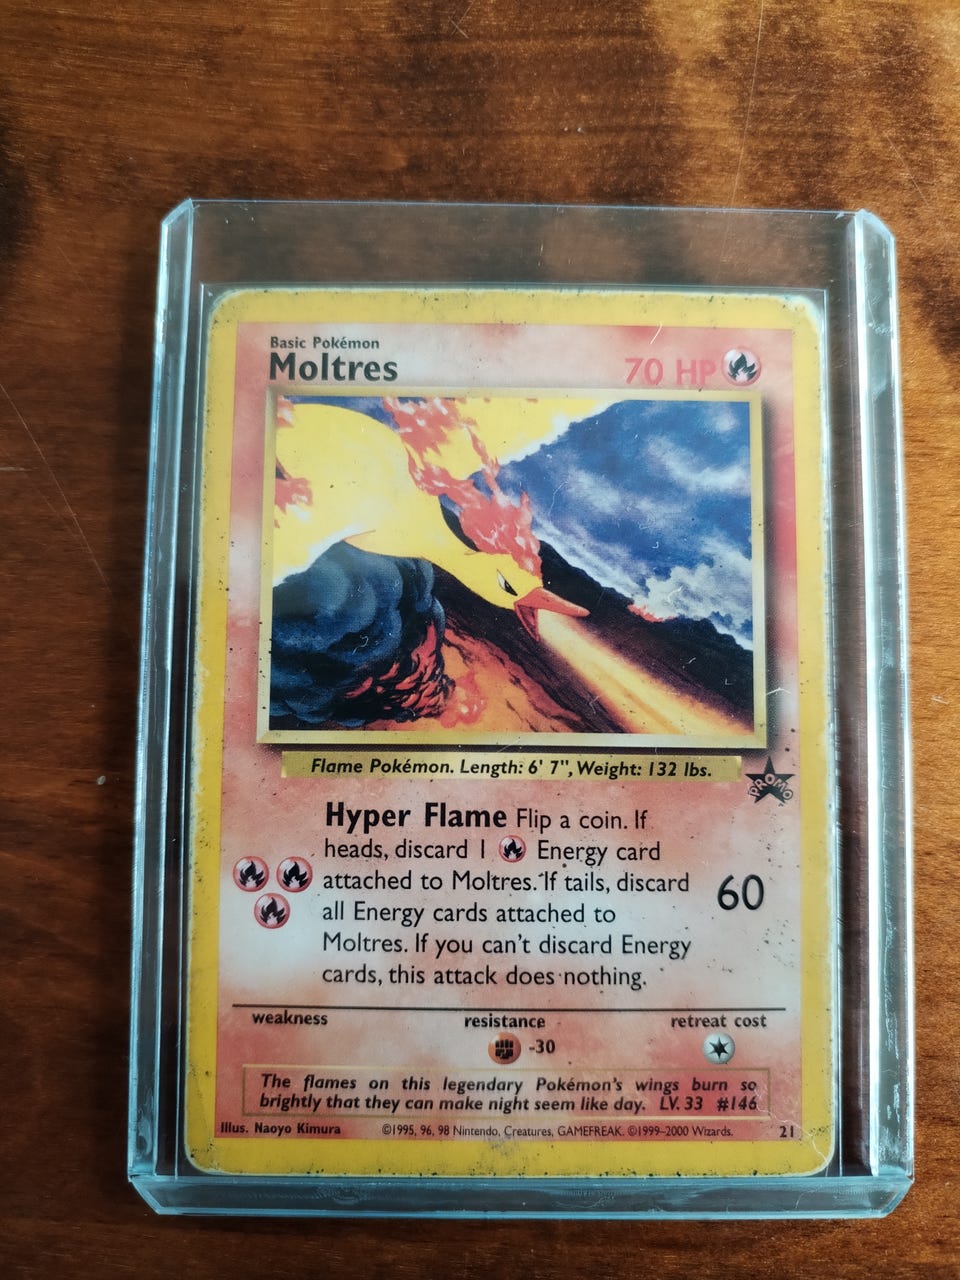 Basic Pokémon
Moltres
70 HP
Flame Pokémon. Length: 6' 7", Weight: 132 lbs.
PROMO
Hyper Flame Flip a coin. If
heads, discard 1 Energy card
attached to Moltres. If tails, discard
all Energy cards attached to
Moltres. If you can't discard Energy
cards, this attack does nothing.
60
weakness resistance retreat cost
-30
The flames on this legendary Pokémon's wings burn so
brightly that they can make night seem like day. LV. 33 #146
Illus. Naoyo Kimura ©1995, 96, 98 Nintendo, Creatures, GAMEFREAK. ©1999-2000 Wizards. 21